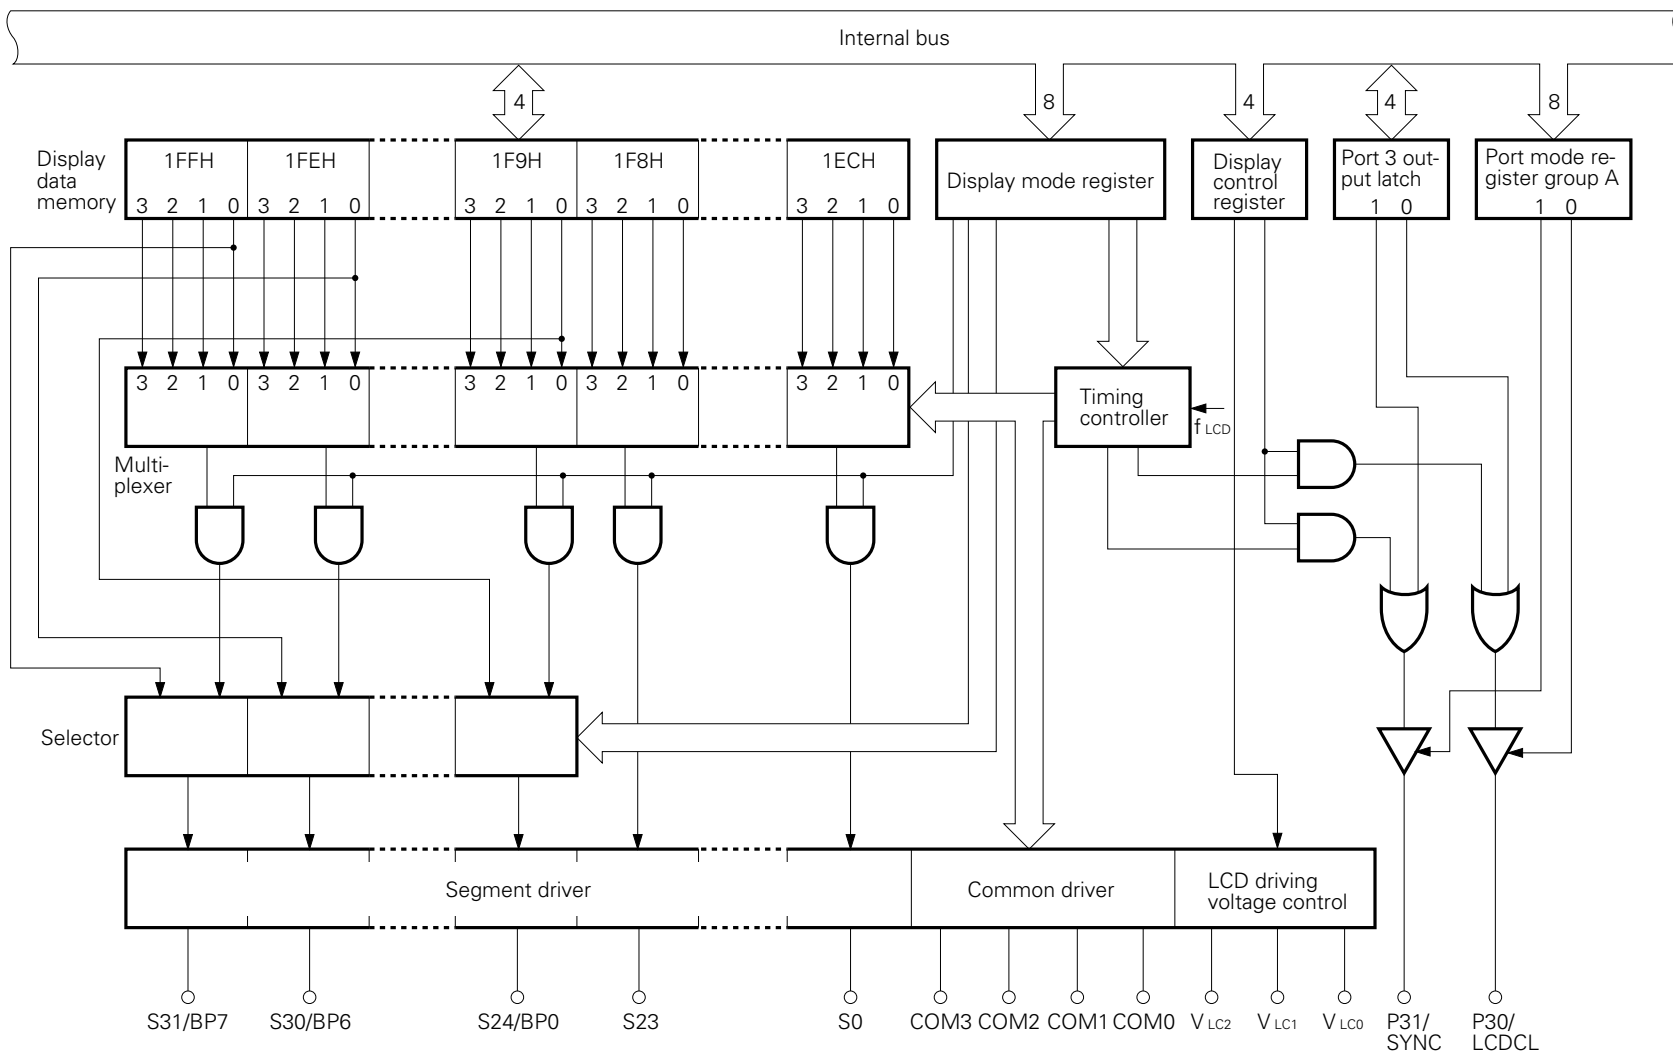 Internal bus
4
8
4
4
8
Display
data
memory
1FFH
1FEH
1F9H
1F8H
1ECH
3 2 1 0 3 2 1 0
3 2 1 0 3 2 1 0
3 2 1 0
Display mode register
Display
control
register
Port 3 out-
put latch
1 0
Port mode re-
gister group A
1 0
3 2 1 0 3 2 1 0
3 2 1 0 3 2 1 0
3 2 1 0
Timing
controller
f LCD
Multi-
plexer
Selector
Segment driver
Common driver
LCD driving
voltage control
S31/BP7
S30/BP6
S24/BP0
S23
S0
COM3
COM2
COM1
COM0
V LC2
V LC1
V LC0
P31/
SYNC
P30/
LCDCL